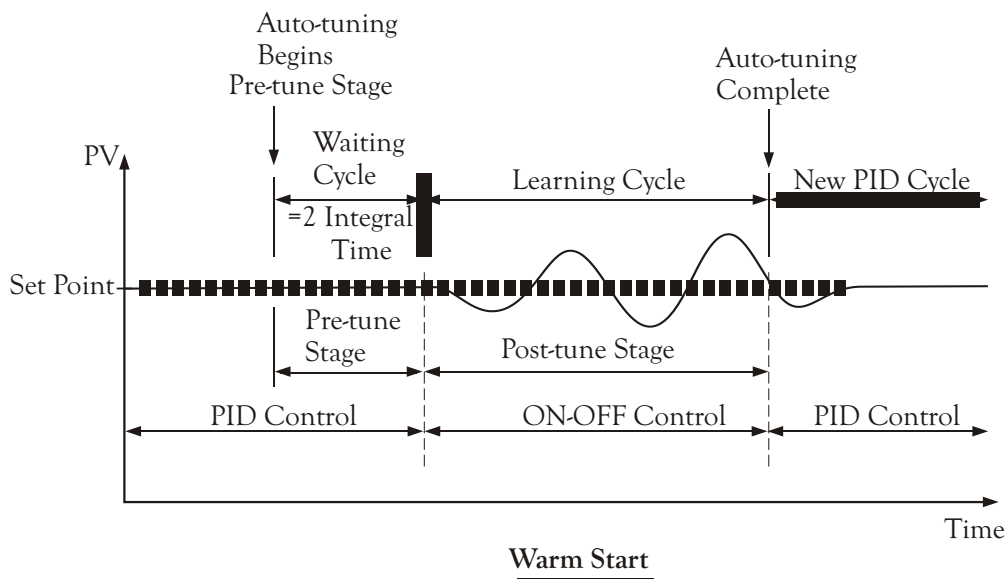 Auto-tuning
Begins
Pre-tune Stage
Auto-tuning
Complete
PV
Waiting
Cycle
=2 Integral
Time
Learning Cycle
New PID Cycle
Set Point
Pre-tune
Stage
Post-tune Stage
PID Control
ON-OFF Control
PID Control
Time
Warm Start